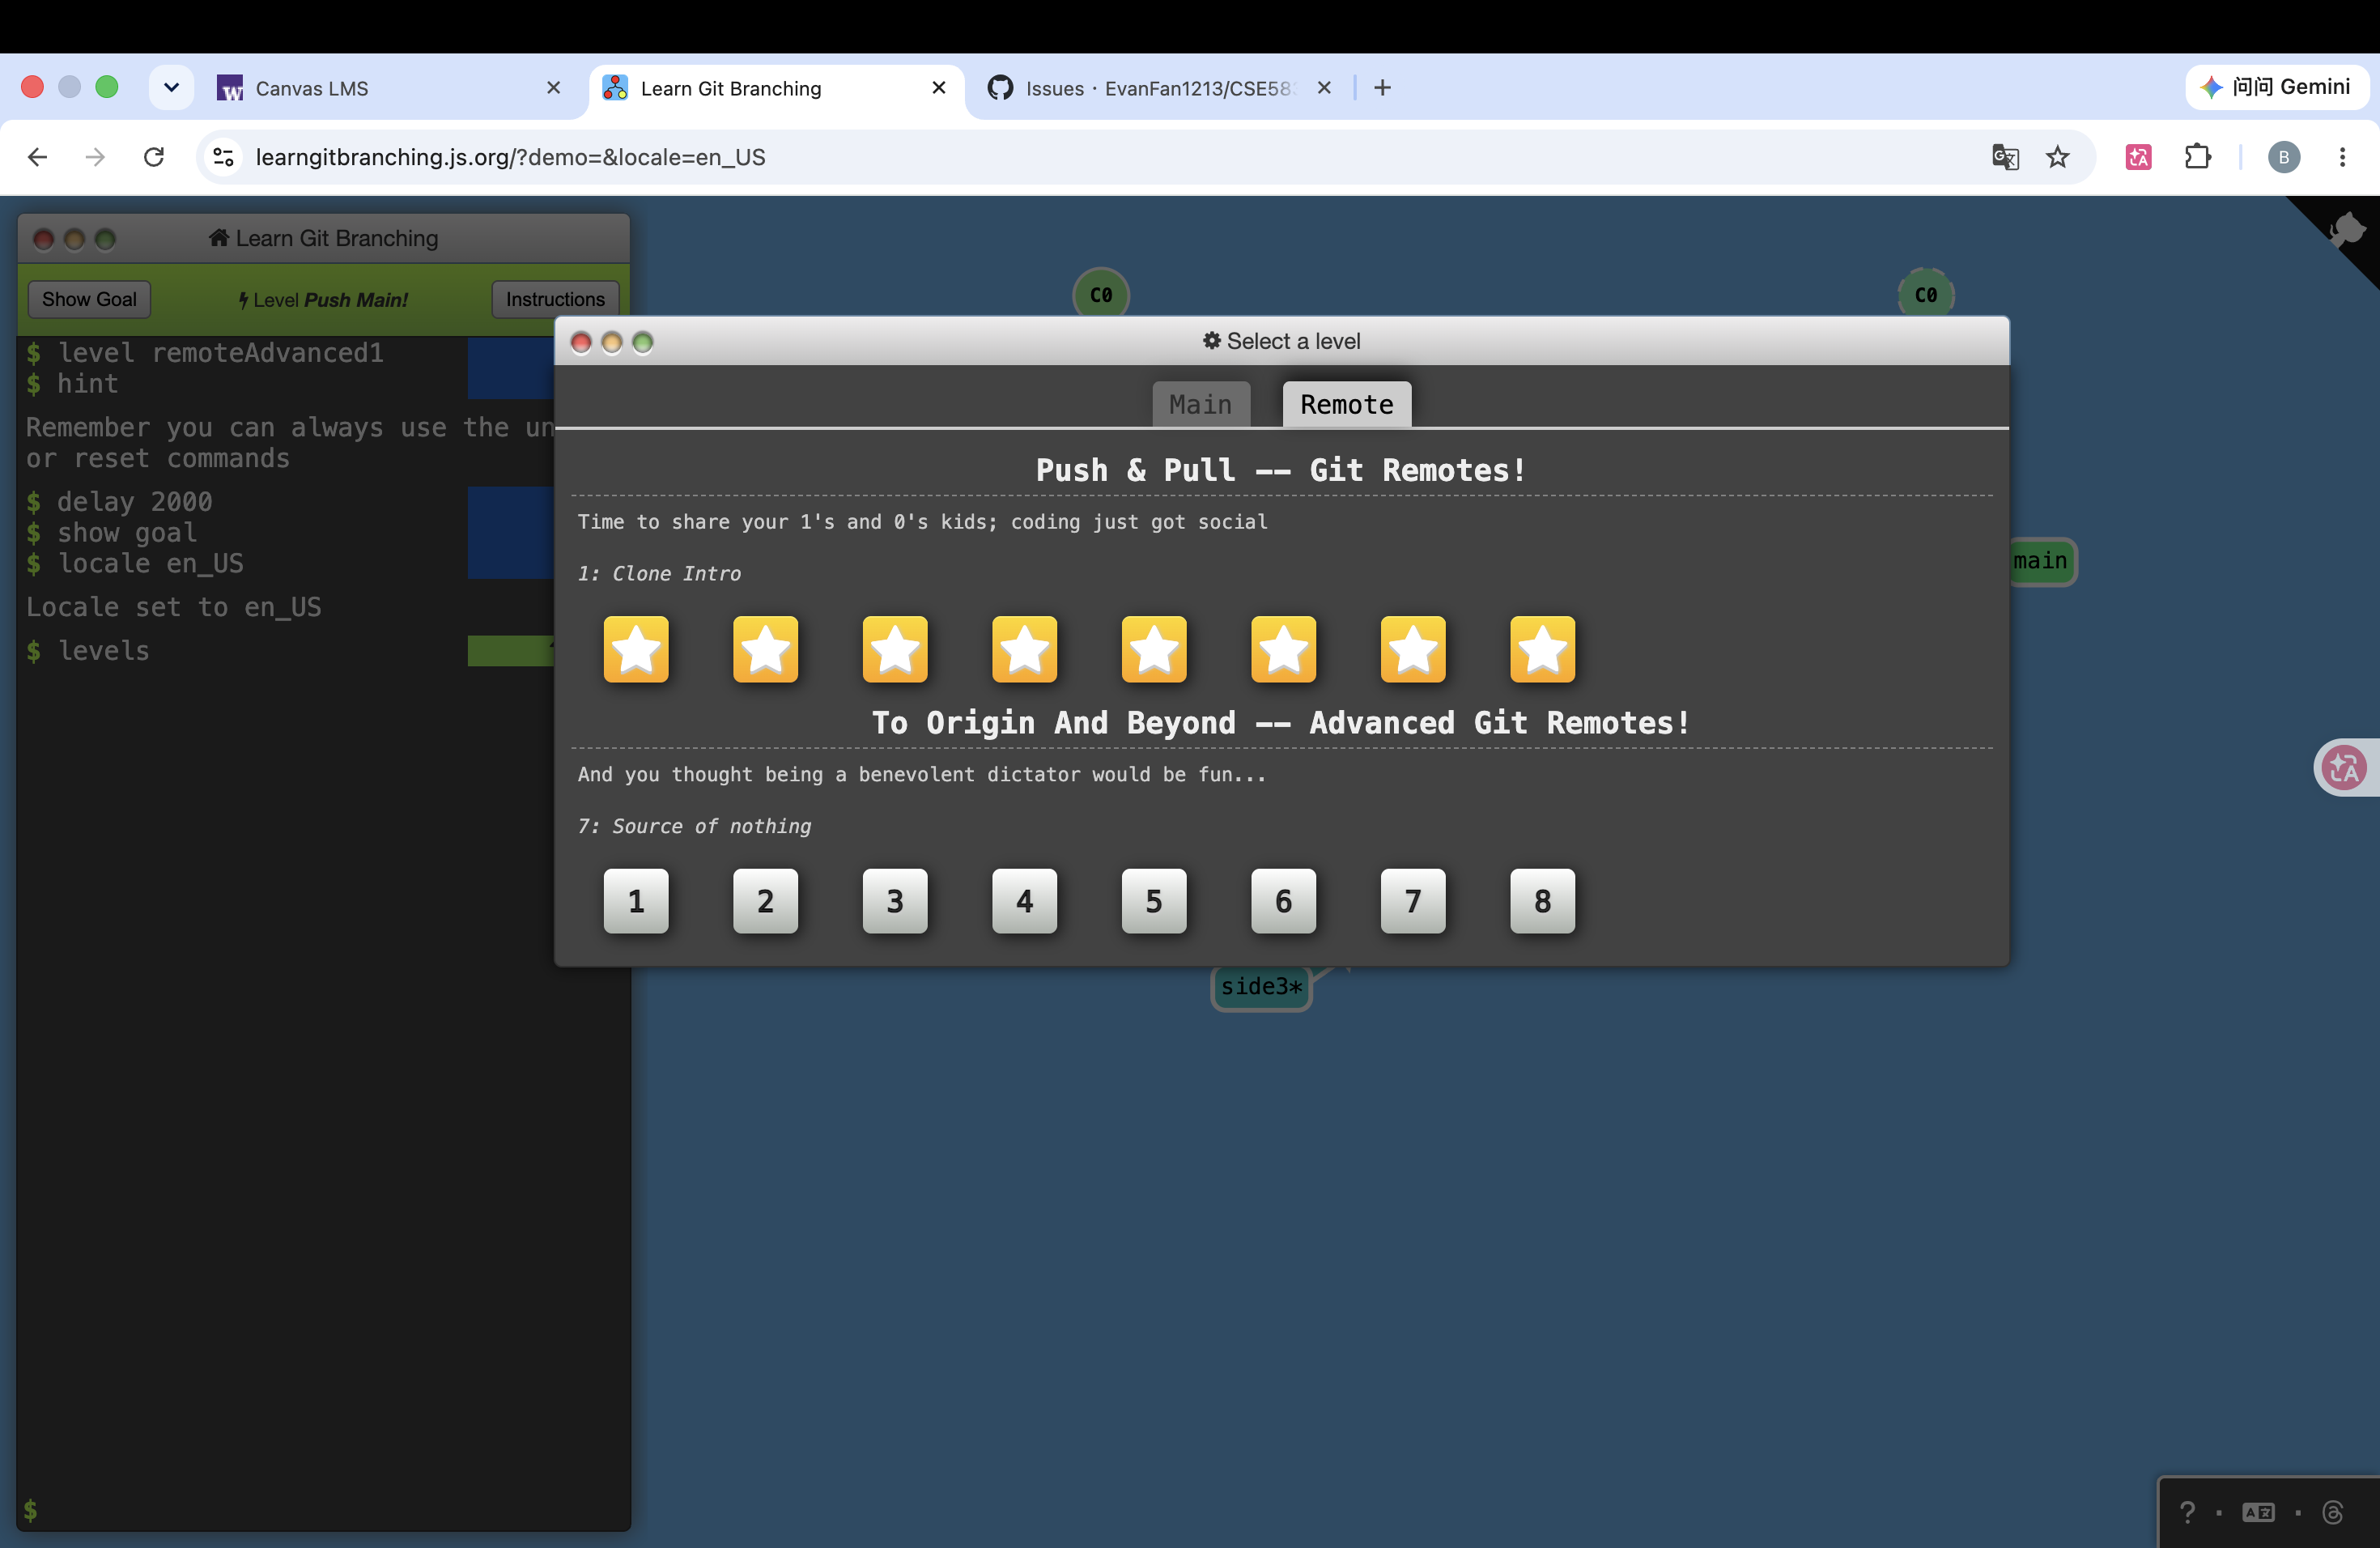 Canvas LMS
Learn Git Branching
Issues · EvanFan1213/CSE583
问问 Gemini
learngitbranching.js.org/?demo=&locale=en_US
B
Learn Git Branching
Show Goal
Level Push Main!
Instructions
$ level remoteAdvanced1
$ hint
Remember you can always use the un
or reset commands
$ delay 2000
$ show goal
$ locale en_US
Locale set to en_US
$ levels
$
C0
C0
main
side3*
Select a level
Main
Remote
Push & Pull -- Git Remotes!
Time to share your 1's and 0's kids; coding just got social
1: Clone Intro
To Origin And Beyond -- Advanced Git Remotes!
And you thought being a benevolent dictator would be fun...
7: Source of nothing
1 2 3 4 5 6 7 8
? · A文 ·